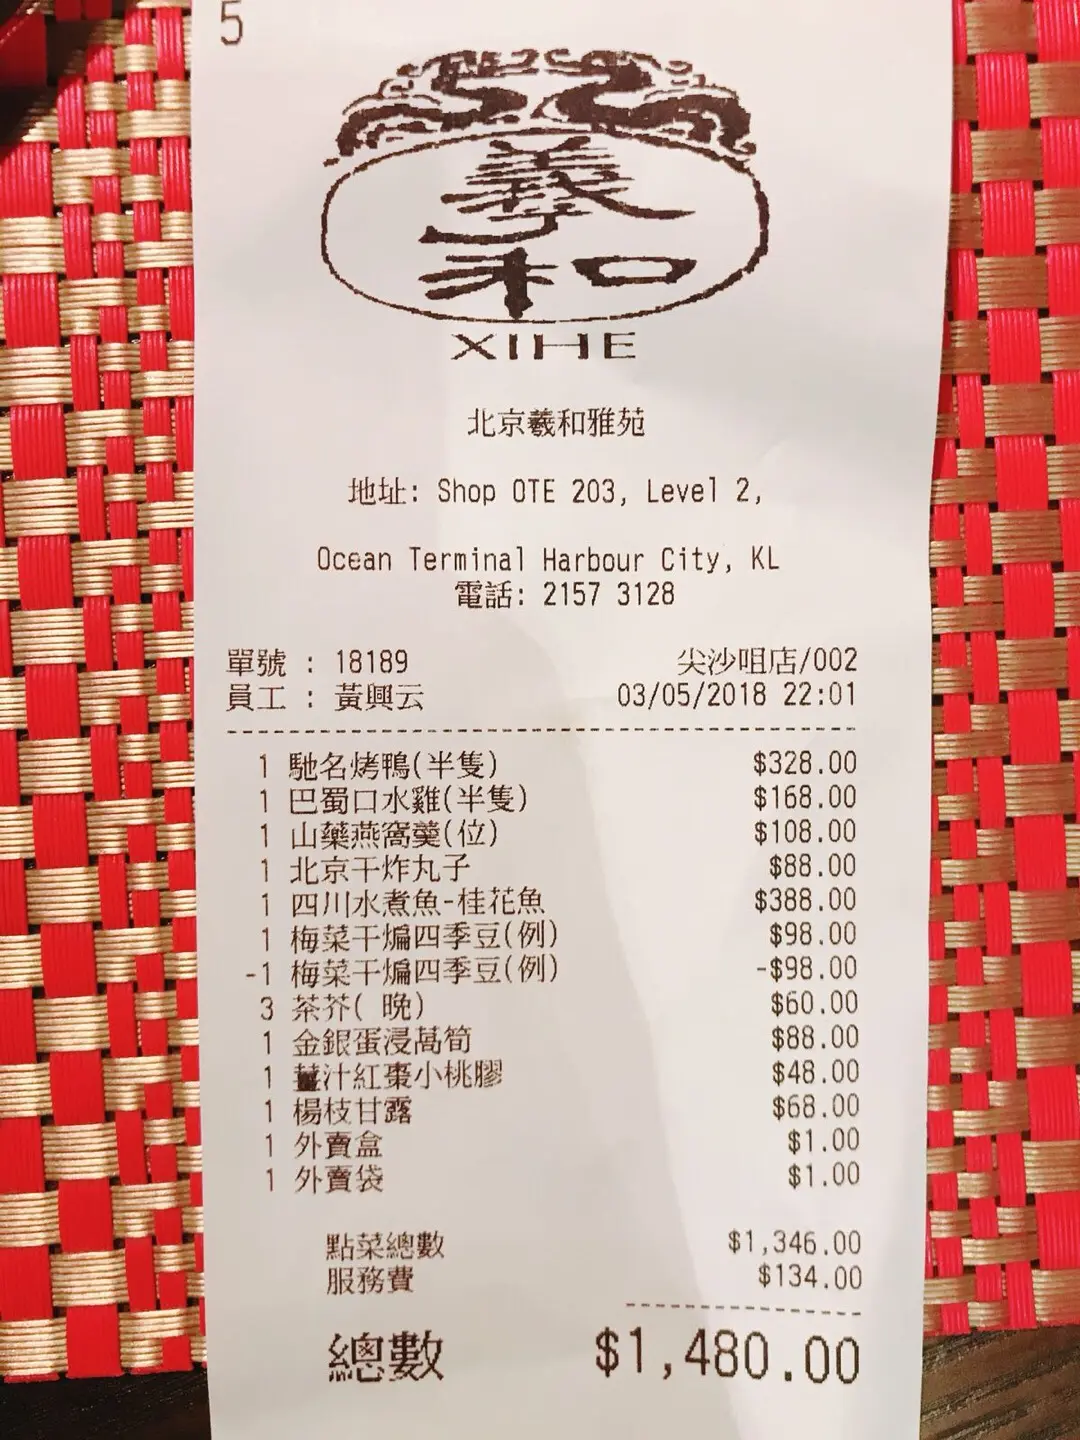 5
羲和
XIHE
北京羲和雅苑
地址: Shop OTE 203, Level 2,
Ocean Terminal Harbour City, KL
電話: 2157 3128
單號 : 18189 尖沙咀店/002
員工 : 黃興云 03/05/2018 22:01
1 馳名烤鴨(半隻) $328.00
1 巴蜀口水雞(半隻) $168.00
1 山藥燕窩羹(位) $108.00
1 北京干炸丸子 $88.00
1 四川水煮魚-桂花魚 $388.00
1 梅菜干煸四季豆(例) $98.00
-1 梅菜干煸四季豆(例) -$98.00
3 茶芥( 晚) $60.00
1 金銀蛋浸萵筍 $88.00
1 薑汁紅棗小桃膠 $48.00
1 楊枝甘露 $68.00
1 外賣盒 $1.00
1 外賣袋 $1.00
點菜總數 $1,346.00
服務費 $134.00
總數 $1,480.00